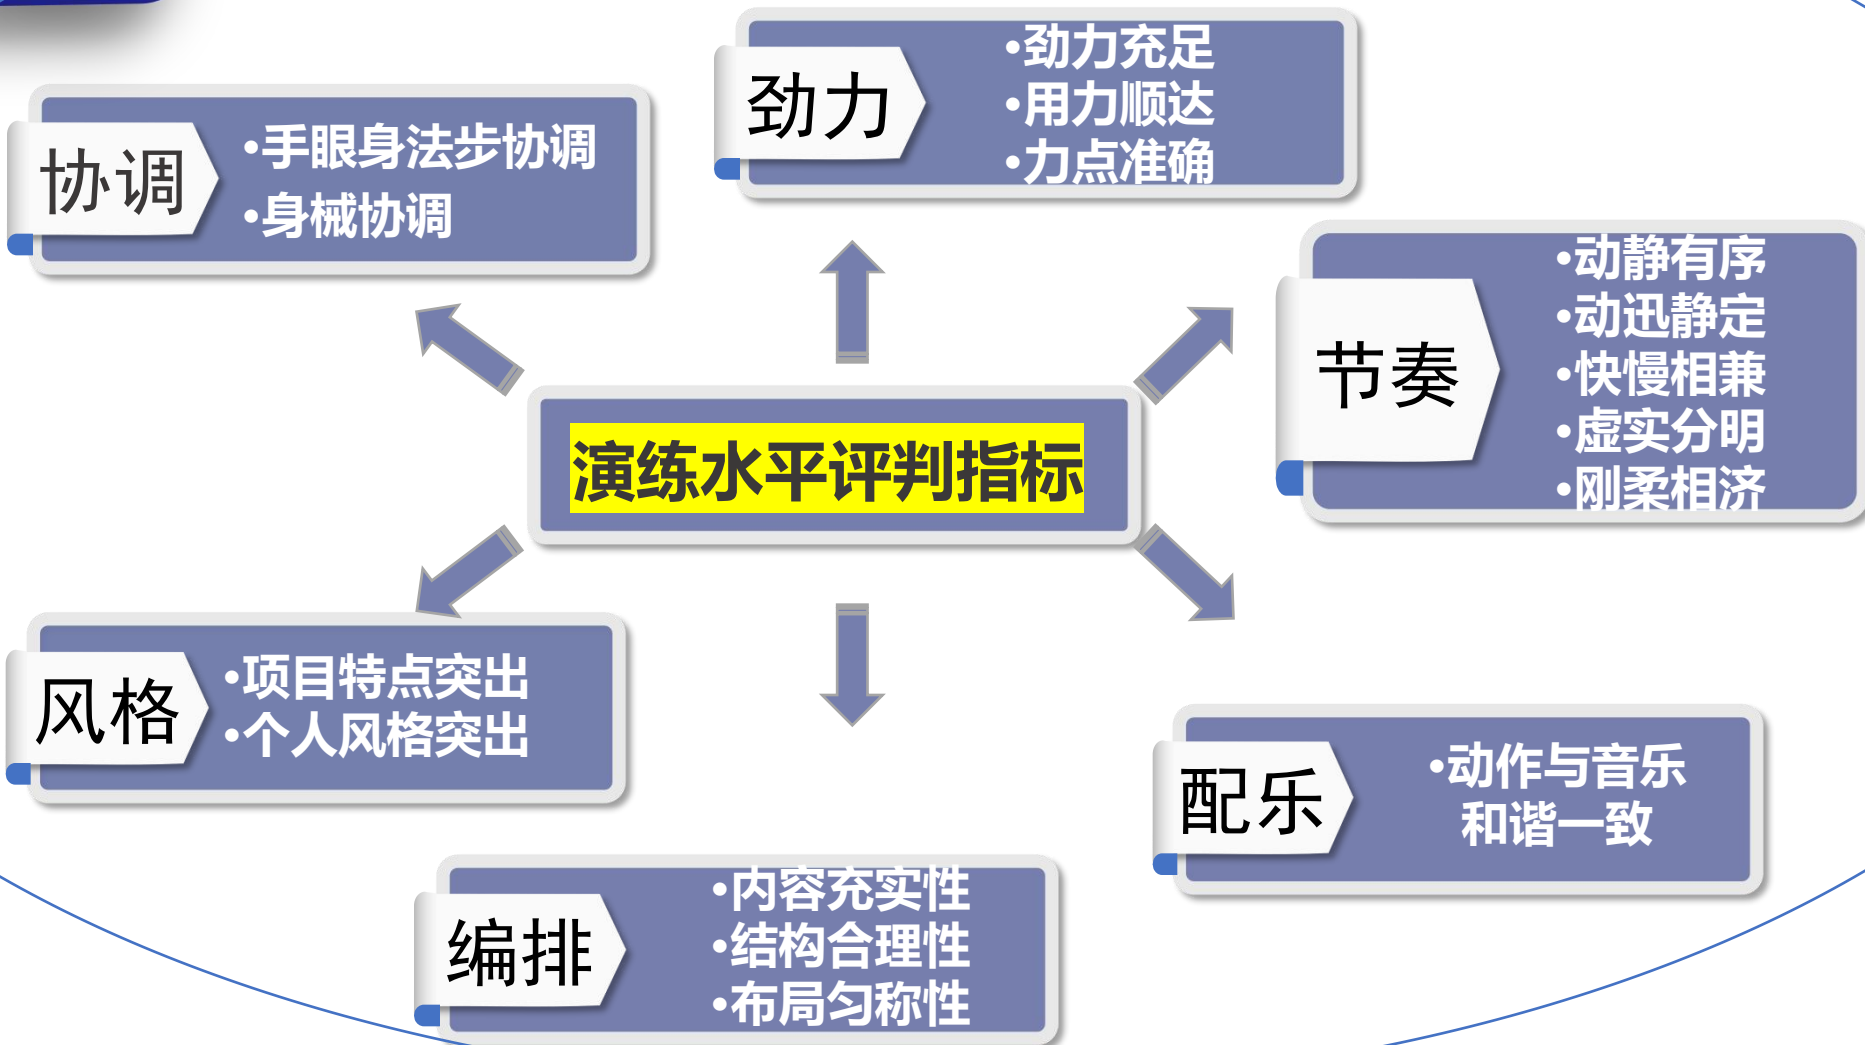 劲力
•劲力充足
•用力顺达
•力点准确
协调
•手眼身法步协调
•身械协调
节奏
•动静有序
•动迅静定
•快慢相兼
•虚实分明
•刚柔相济
演练水平评判指标
风格
•项目特点突出
•个人风格突出
配乐
•动作与音乐
和谐一致
编排
•内容充实性
•结构合理性
•布局匀称性